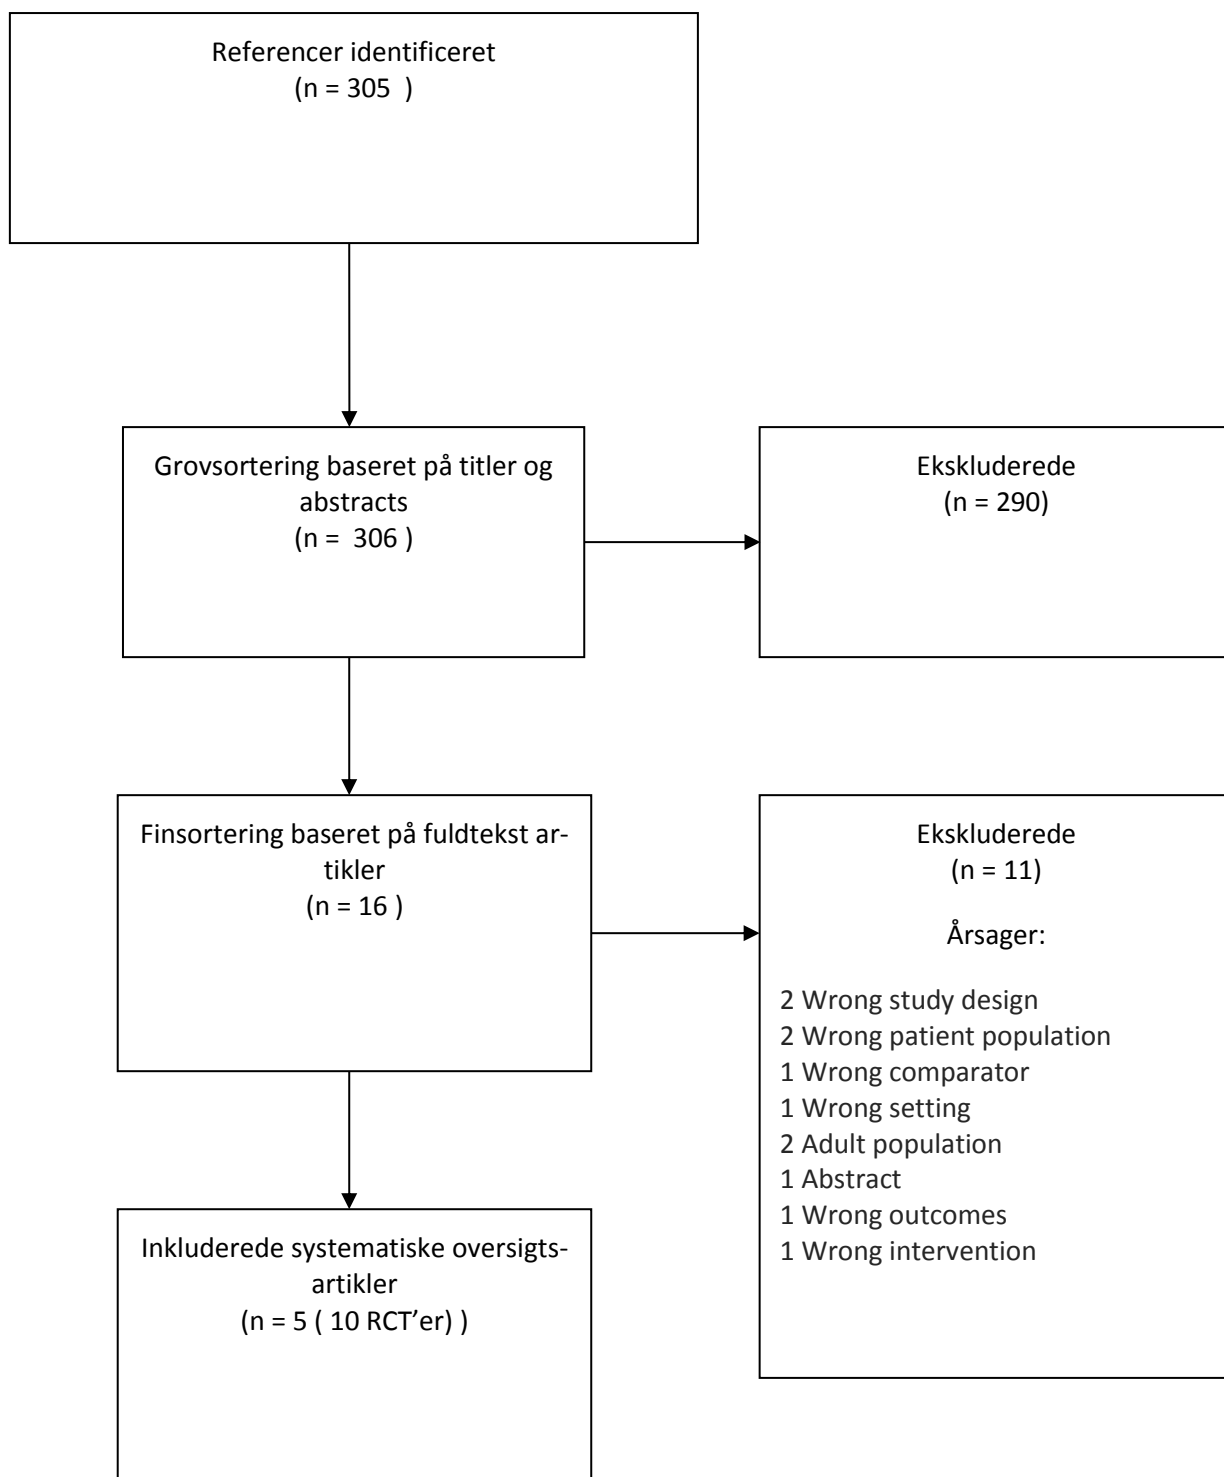 Referencer identificeret
(n = 305 )
Grovsortering baseret på titler og
abstracts
(n = 306 )
Ekskluderede
(n = 290)
Finsortering baseret på fuldtekst ar-
tikler
(n = 16 )
Ekskluderede
(n = 11)
Årsager:
2 Wrong study design
2 Wrong patient population
1 Wrong comparator
1 Wrong setting
2 Adult population
1 Abstract
1 Wrong outcomes
1 Wrong intervention
Inkluderede systematiske oversigts-
artikler
(n = 5 ( 10 RCT’er) )